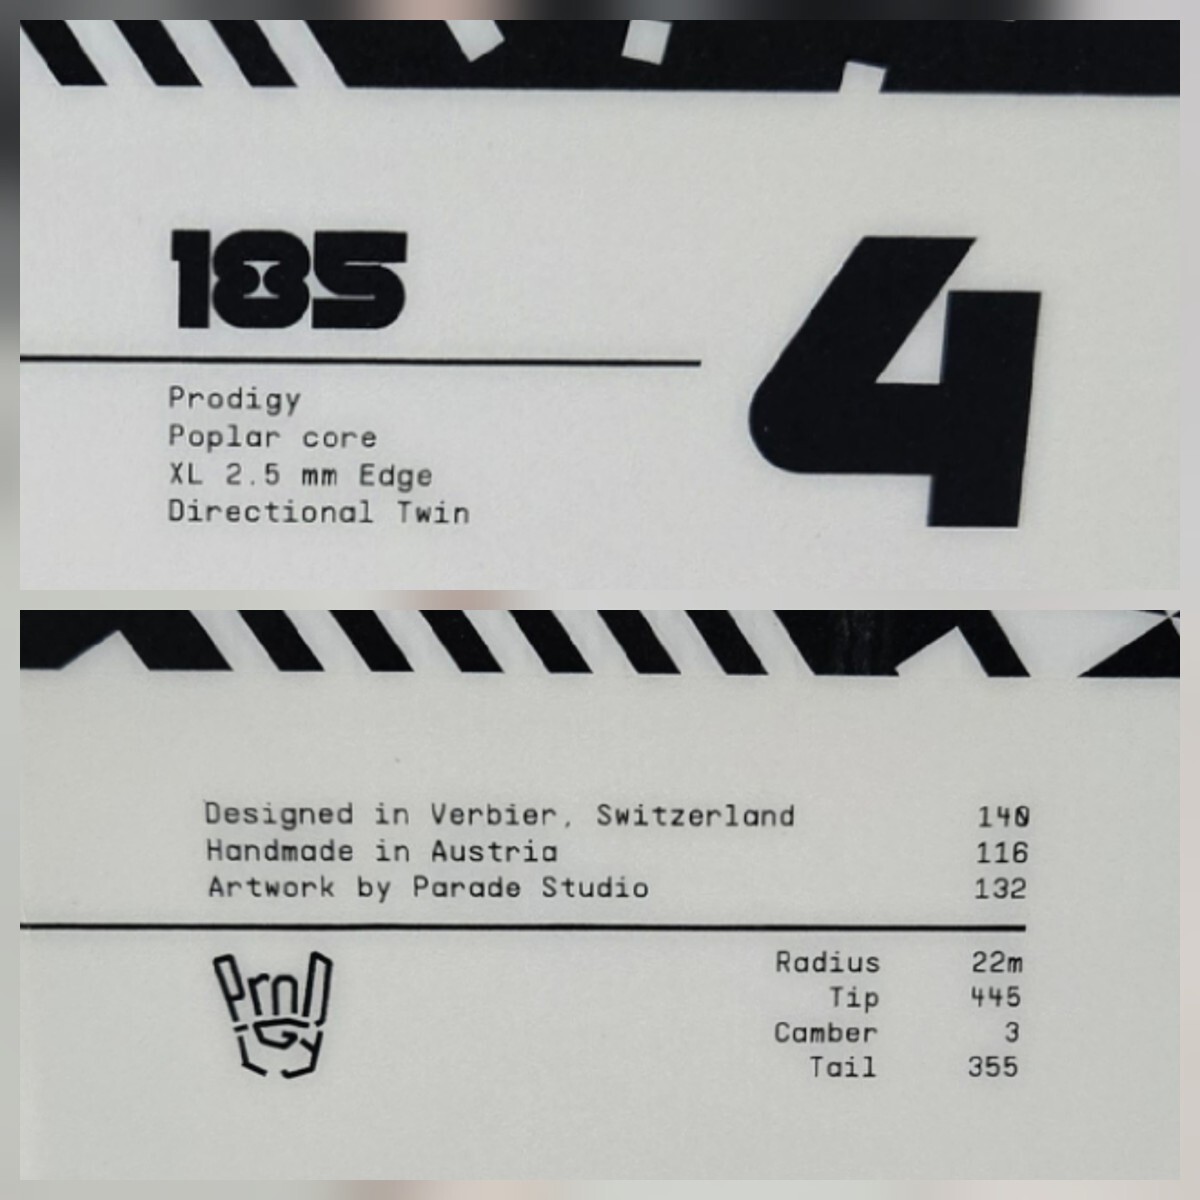 185
4
Prodigy
Poplar core
XL 2.5 mm Edge
Directional Twin
Designed in Verbier, Switzerland 140
Handmade in Austria 116
Artwork by Parade Studio 132
Radius 22m
Tip 445
Camber 3
Tail 355